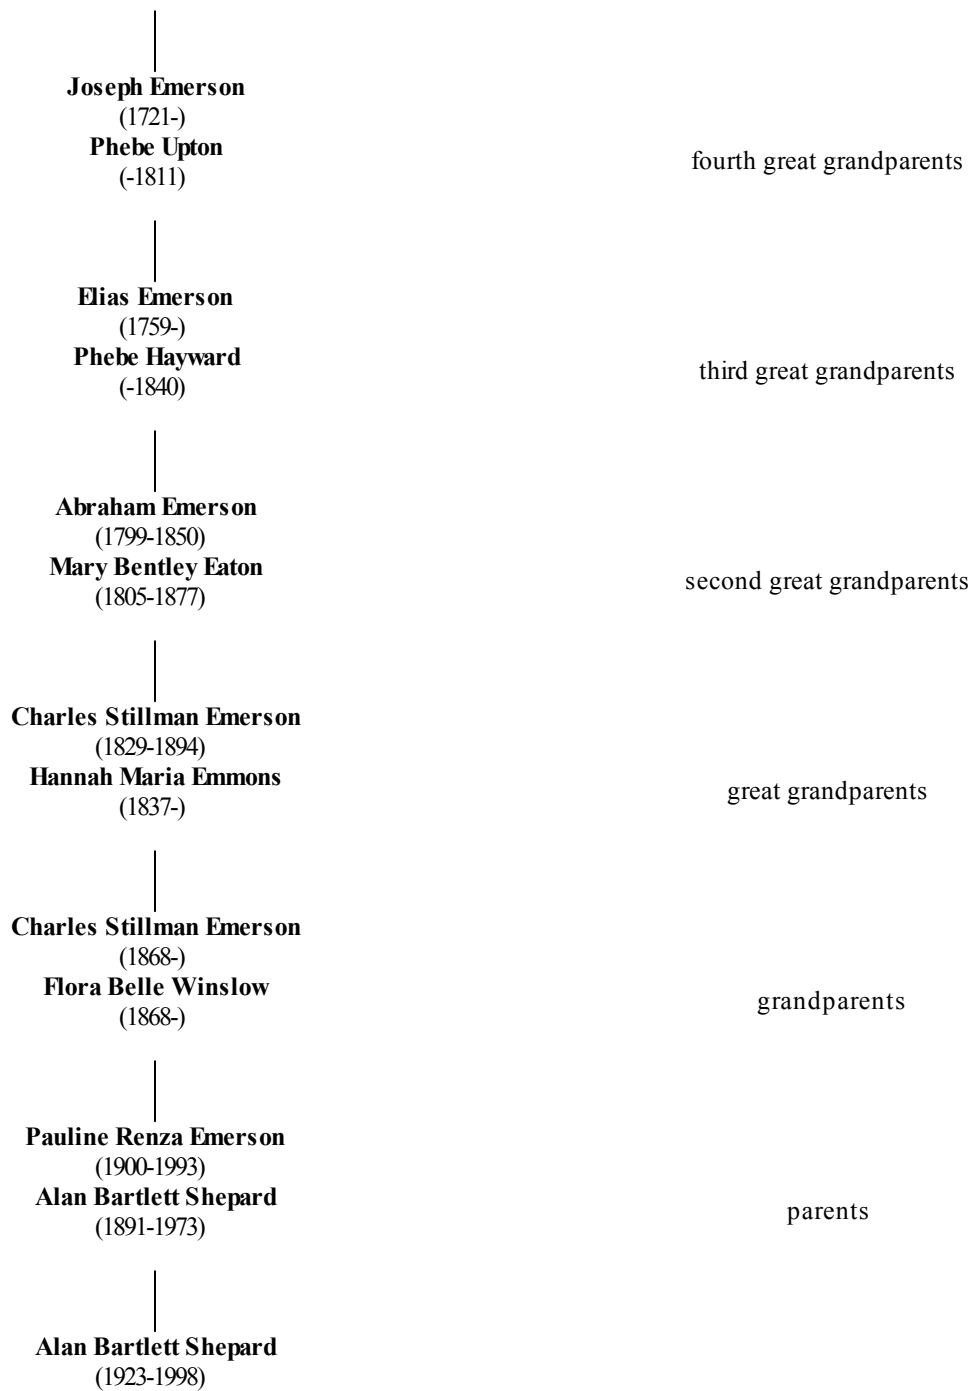 Joseph Emerson
(1721-)
Phebe Upton
(-1811)
fourth great grandparents
Elias Emerson
(1759-)
Phebe Hayward
(-1840)
third great grandparents
Abraham Emerson
(1799-1850)
Mary Bentley Eaton
(1805-1877)
second great grandparents
Charles Stillman Emerson
(1829-1894)
Hannah Maria Emmons
(1837-)
great grandparents
Charles Stillman Emerson
(1868-)
Flora Belle Winslow
(1868-)
grandparents
Pauline Renza Emerson
(1900-1993)
Alan Bartlett Shepard
(1891-1973)
parents
Alan Bartlett Shepard
(1923-1998)